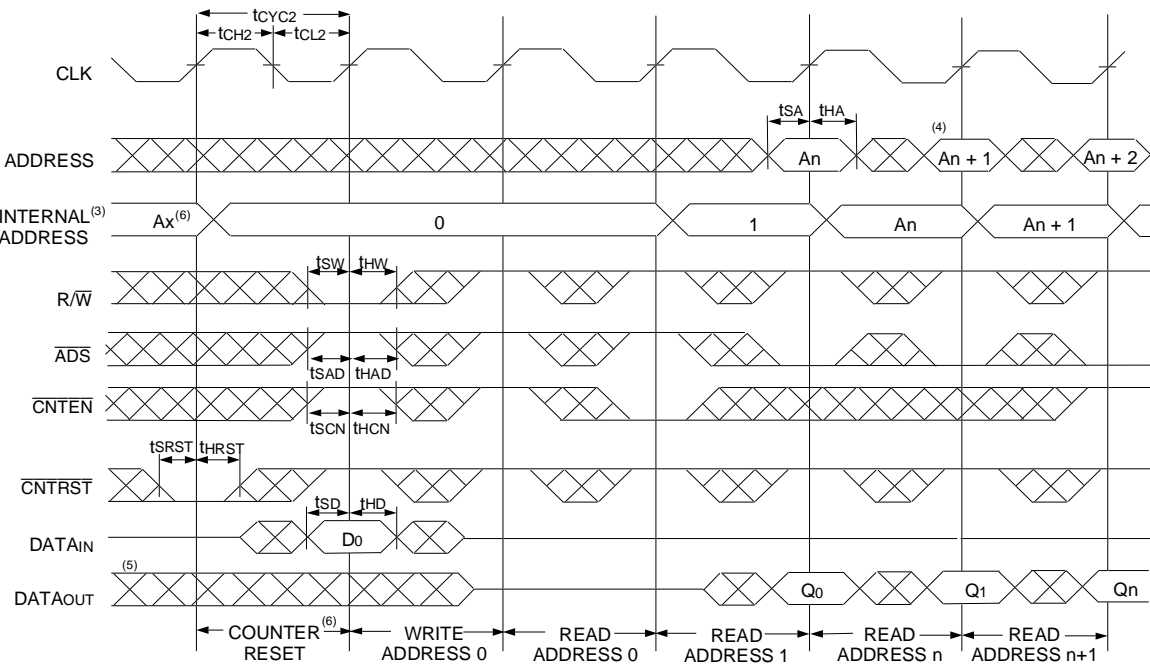 tCYC2
tCH2 tCL2
CLK
tSA tHA
ADDRESS An (4) An + 1 An + 2
INTERNAL(3) ADDRESS Ax(6) 0 1 An An + 1
tSW tHW
R/W̅
A̅D̅S̅
tSAD tHAD
C̅N̅T̅E̅N̅
tSCN tHCN
tSRST tHRST
C̅N̅T̅R̅S̅T̅
tSD tHD
DATAIN D0
(5)
DATAOUT Q0 Q1 Qn
COUNTER(6) RESET
WRITE ADDRESS 0
READ ADDRESS 0
READ ADDRESS 1
READ ADDRESS n
READ ADDRESS n+1